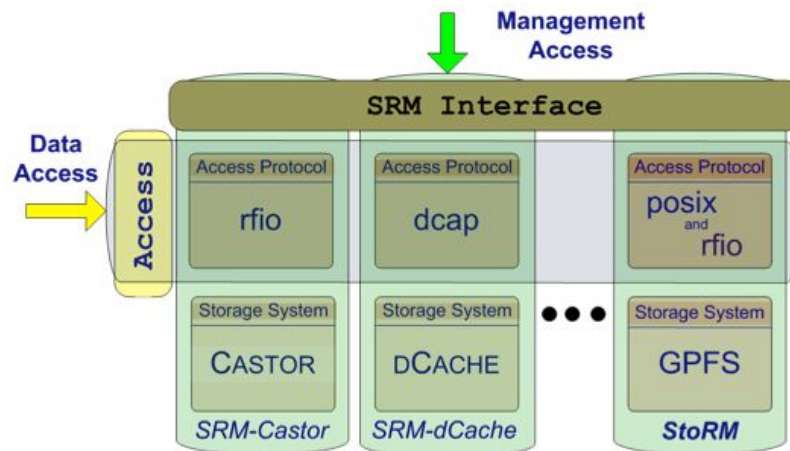 Management
Access
SRM Interface
Data
Access
Access
Access Protocol
rfio
Access Protocol
dcap
Access Protocol
posix
and
rfio
Storage System
CASTOR
Storage System
DCACHE
Storage System
GPFS
SRM-Castor
SRM-dCache
StoRM